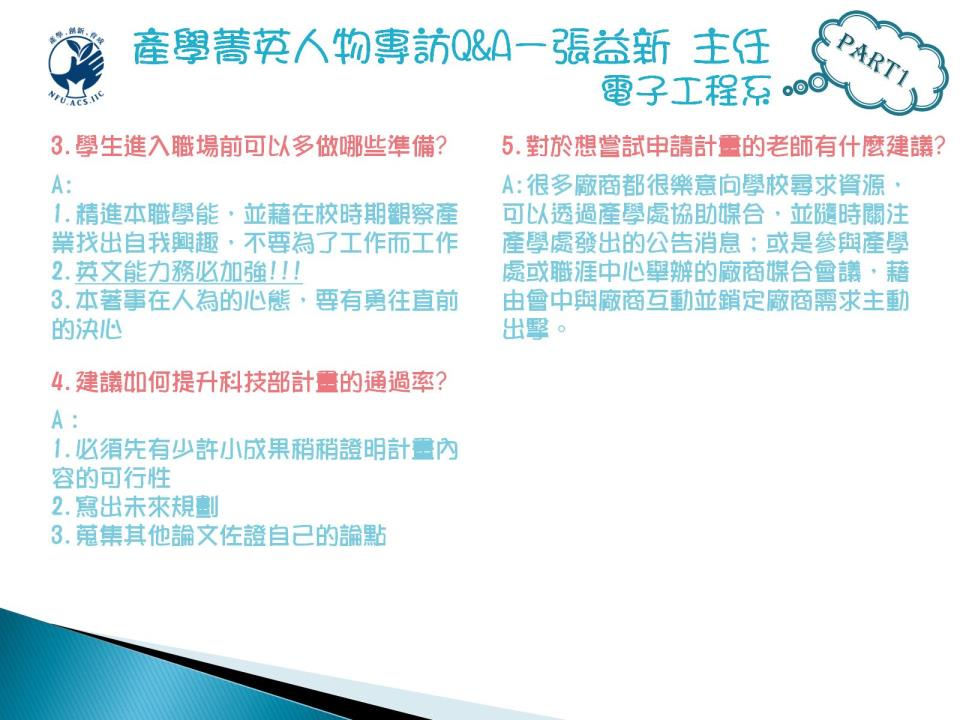 產學．創新．育成
NFU.ACS.IIC
產學菁英人物專訪Q&A－張益新 主任
電子工程系
PART1
3.學生進入職場前可以多做哪些準備?
A:
1.精進本職學能，並藉在校時期觀察產
業找出自我興趣，不要為了工作而工作
2.英文能力務必加強!!!
3.本著事在人為的心態，要有勇往直前
的決心
4.建議如何提升科技部計畫的通過率?
A：
1.必須先有少許小成果稍稍證明計畫內
容的可行性
2.寫出未來規劃
3.蒐集其他論文佐證自己的論點
5.對於想嘗試申請計畫的老師有什麼建議?
A:很多廠商都很樂意向學校尋求資源，
可以透過產學處協助媒合，並隨時關注
產學處發出的公告消息；或是參與產學
處或職涯中心舉辦的廠商媒合會議，藉
由會中與廠商互動並鎖定廠商需求主動
出擊。